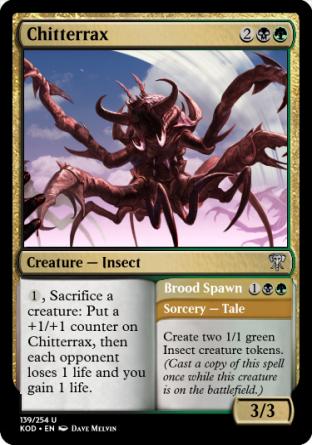 Chitterrax 2
Creature — Insect
1, Sacrifice a
creature: Put a
+1/+1 counter on
Chitterrax, then
each opponent
loses 1 life and you
gain 1 life.
Brood Spawn 1
Sorcery — Tale
Create two 1/1 green
Insect creature tokens.
(Cast a copy of this spell
once while this creature
is on the battlefield.)
3/3
139/254 U
KOD • EN Dave Melvin